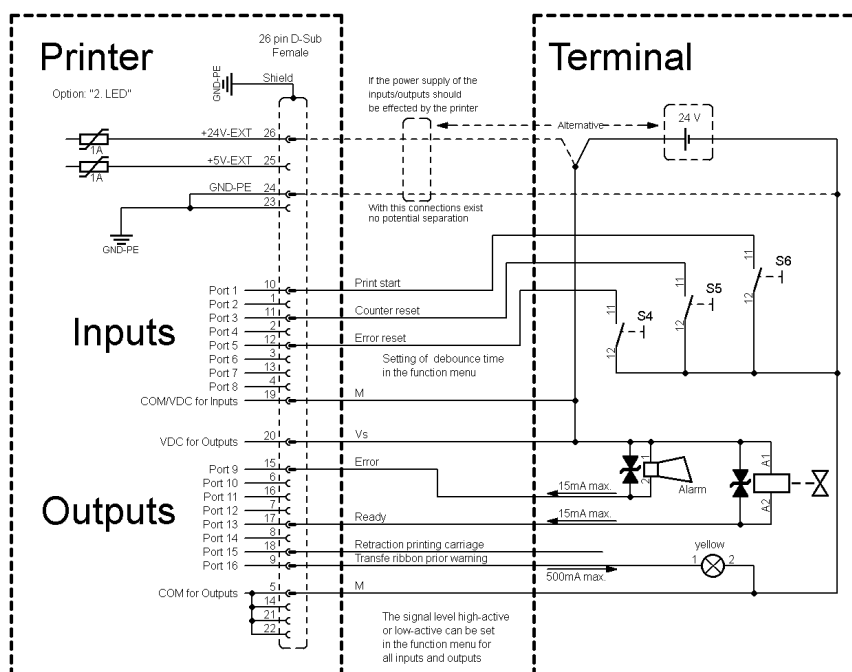 Printer
26 pin D-Sub
Female
Terminal
Option: "2. LED"
GND-PE
Shield
If the power supply of the
inputs/outputs should
be effected by the printer
Alternative
24 V
+24V-EXT 26
1A
+5V-EXT 25
1A
GND-PE 24
23
GND-PE
With this connections exist
no potential separation
Inputs
Port 1 10 Print start
Port 2 1
Port 3 11 Counter reset
Port 4 2
Port 5 12 Error reset
Port 6 3
Port 7 13
Port 8 4
COM/VDC for Inputs 19 M
Setting of debounce time
in the function menu
11 12 S4
11 12 S5
11 12 S6
Outputs
VDC for Outputs 20 Vs
Port 9 15 Error
Port 10 6
Port 11 16
Port 12 7
Port 13 17 Ready
Port 14 8
Port 15 18 Retraction printing carriage
Port 16 9 Transfe ribbon prior warning
COM for Outputs 5 M
14
21
22
15mA max.
15mA max.
500mA max.
1 2 Alarm
A1
A2
yellow
1 2
The signal level high-active
or low-active can be set
in the function menu for
all inputs and outputs